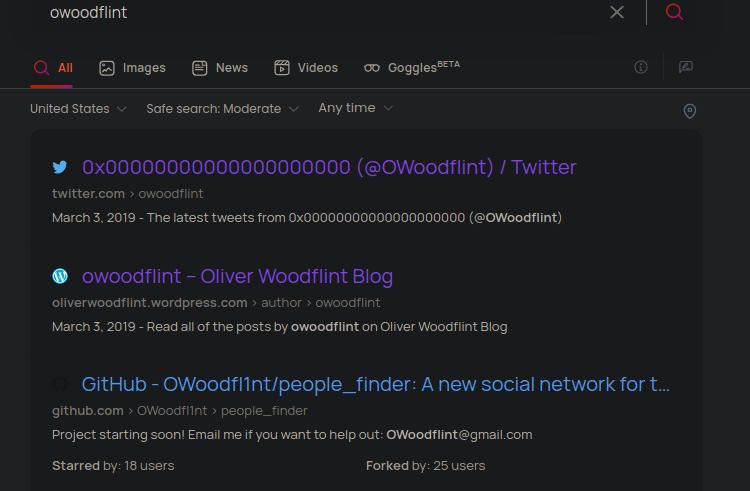 owoodflint
All Images News Videos GogglesBETA
United States Safe search: Moderate Any time
0x00000000000000000000 (@OWoodflint) / Twitter
twitter.com › owoodflint
March 3, 2019 - The latest tweets from 0x00000000000000000000 (@OWoodflint)
owoodflint – Oliver Woodflint Blog
oliverwoodflint.wordpress.com › author › owoodflint
March 3, 2019 - Read all of the posts by owoodflint on Oliver Woodflint Blog
GitHub - OWoodfl1nt/people_finder: A new social network for t...
github.com › OWoodfl1nt › people_finder
Project starting soon! Email me if you want to help out: OWoodflint@gmail.com
Starred by: 18 users Forked by: 25 users